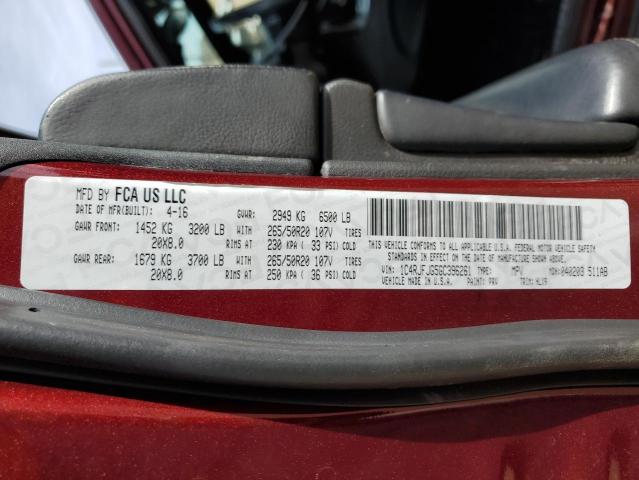 MFD BY FCA US LLC
DATE OF MFR(BUILT): 4-16 GVWR: 2949 KG 6500 LB
GAWR FRONT: 1452 KG 3200 LB WITH 265/50R20 107V TIRES
20X8.0 RIMS AT 230 KPA ( 33 PSI) COLD
GAWR REAR: 1679 KG 3700 LB WITH 265/50R20 107V TIRES
20X8.0 RIMS AT 250 KPA ( 36 PSI) COLD
THIS VEHICLE CONFORMS TO ALL APPLICABLE U.S.A. FEDERAL MOTOR VEHICLE SAFETY
STANDARDS IN EFFECT ON THE DATE OF MANUFACTURE SHOWN ABOVE.
VIN: 1C4RJFJG5GC396261 TYPE: MPV MDH: 040203 511AB
VEHICLE MADE IN U.S.A. PAINT: PRV TRIM: